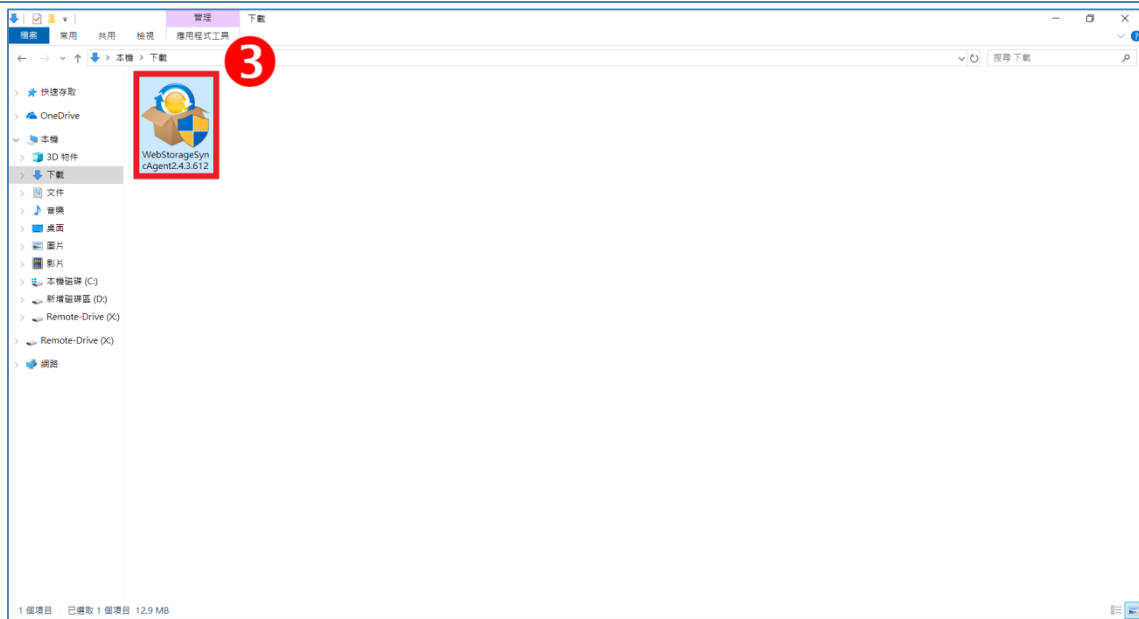 管理
下載
檔案
常用
共用
檢視
應用程式工具
本機 > 下載
搜尋 下載
3
快速存取
OneDrive
本機
3D 物件
下載
文件
音樂
桌面
圖片
影片
本機磁碟 (C:)
新增磁碟區 (D:)
Remote-Drive (X:)
Remote-Drive (X:)
網路
WebStorageSyn
cAgent2.4.3.612
1 個項目
已選取 1 個項目 12.9 MB